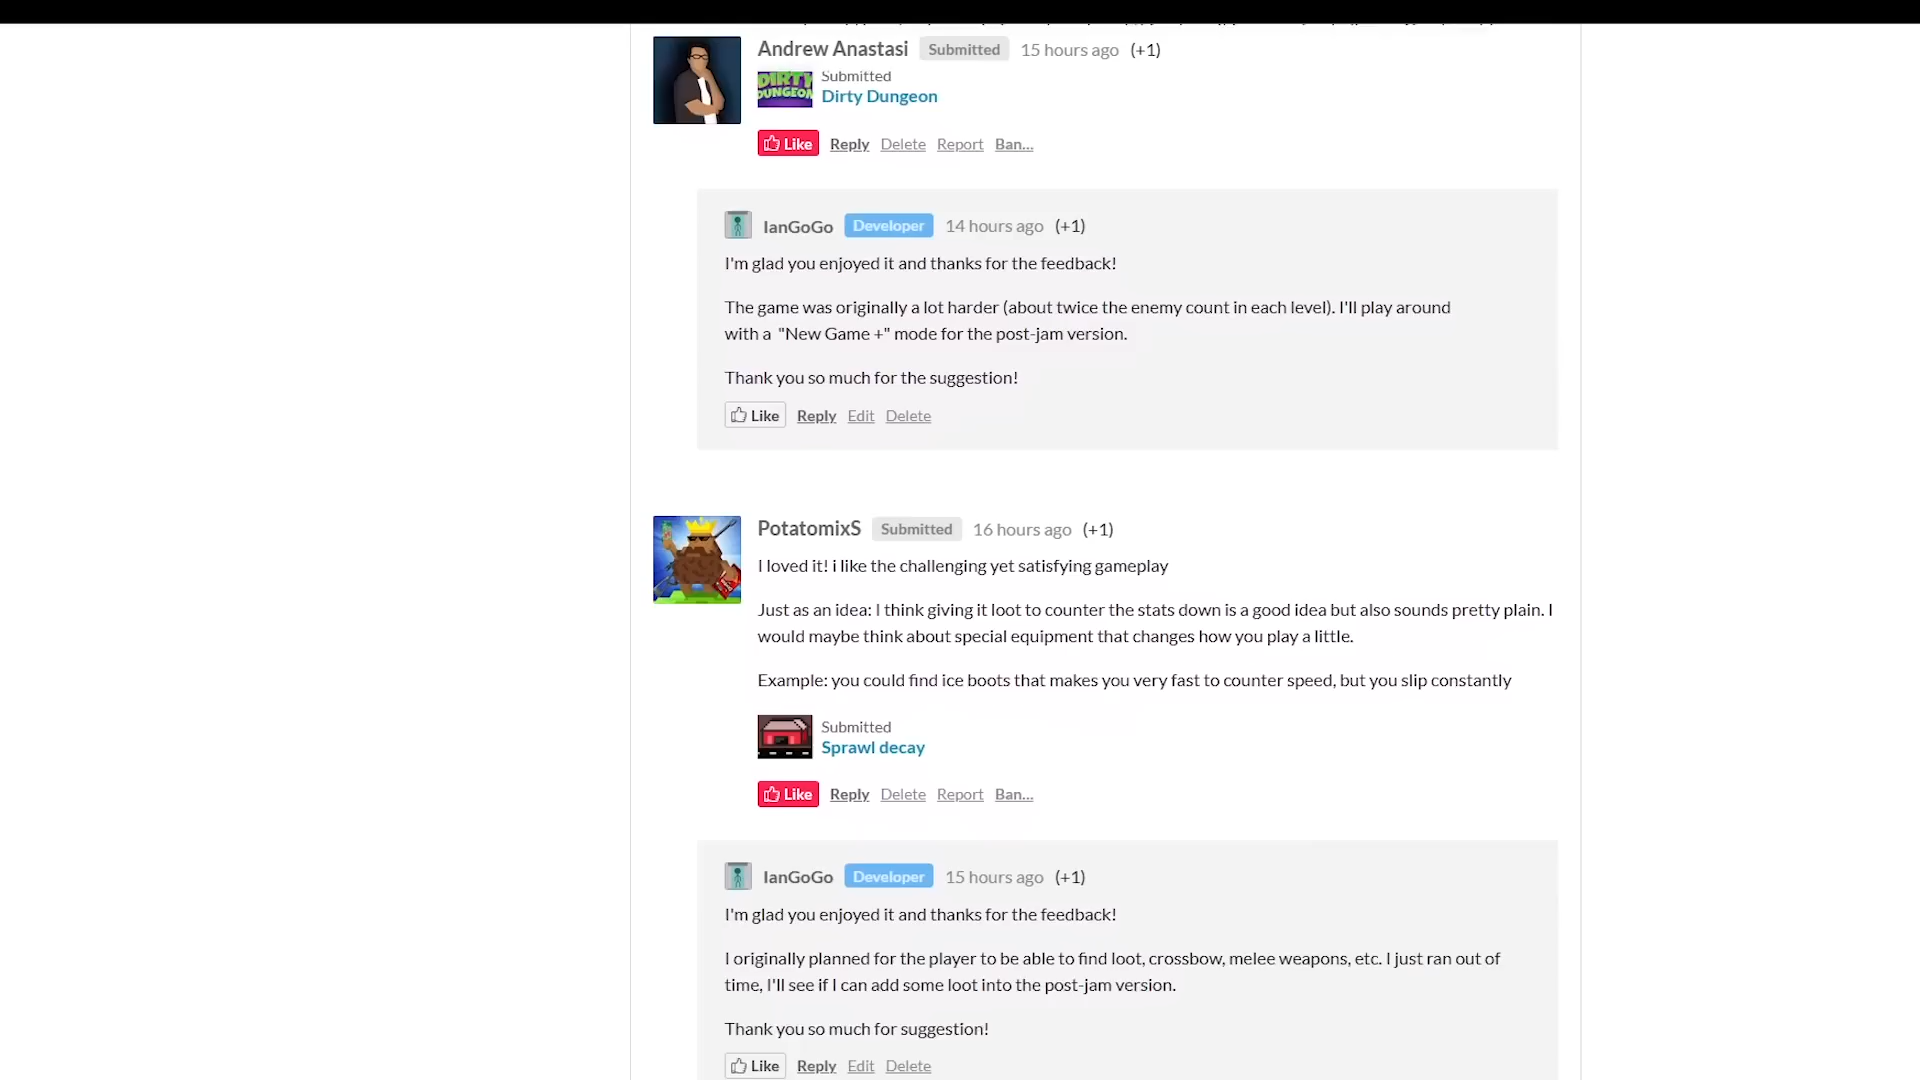 Andrew Anastasi Submitted 15 hours ago (+1)
DIRTY DUNGEON
Submitted
Dirty Dungeon
Like Reply Delete Report Ban...
IanGoGo Developer 14 hours ago (+1)
I'm glad you enjoyed it and thanks for the feedback!
The game was originally a lot harder (about twice the enemy count in each level). I'll play around
with a "New Game +" mode for the post-jam version.
Thank you so much for the suggestion!
Like Reply Edit Delete
PotatomixS Submitted 16 hours ago (+1)
I loved it! i like the challenging yet satisfying gameplay
Just as an idea: I think giving it loot to counter the stats down is a good idea but also sounds pretty plain. I
would maybe think about special equipment that changes how you play a little.
Example: you could find ice boots that makes you very fast to counter speed, but you slip constantly
Submitted
Sprawl decay
Like Reply Delete Report Ban...
IanGoGo Developer 15 hours ago (+1)
I'm glad you enjoyed it and thanks for the feedback!
I originally planned for the player to be able to find loot, crossbow, melee weapons, etc. I just ran out of
time, I'll see if I can add some loot into the post-jam version.
Thank you so much for suggestion!
Like Reply Edit Delete